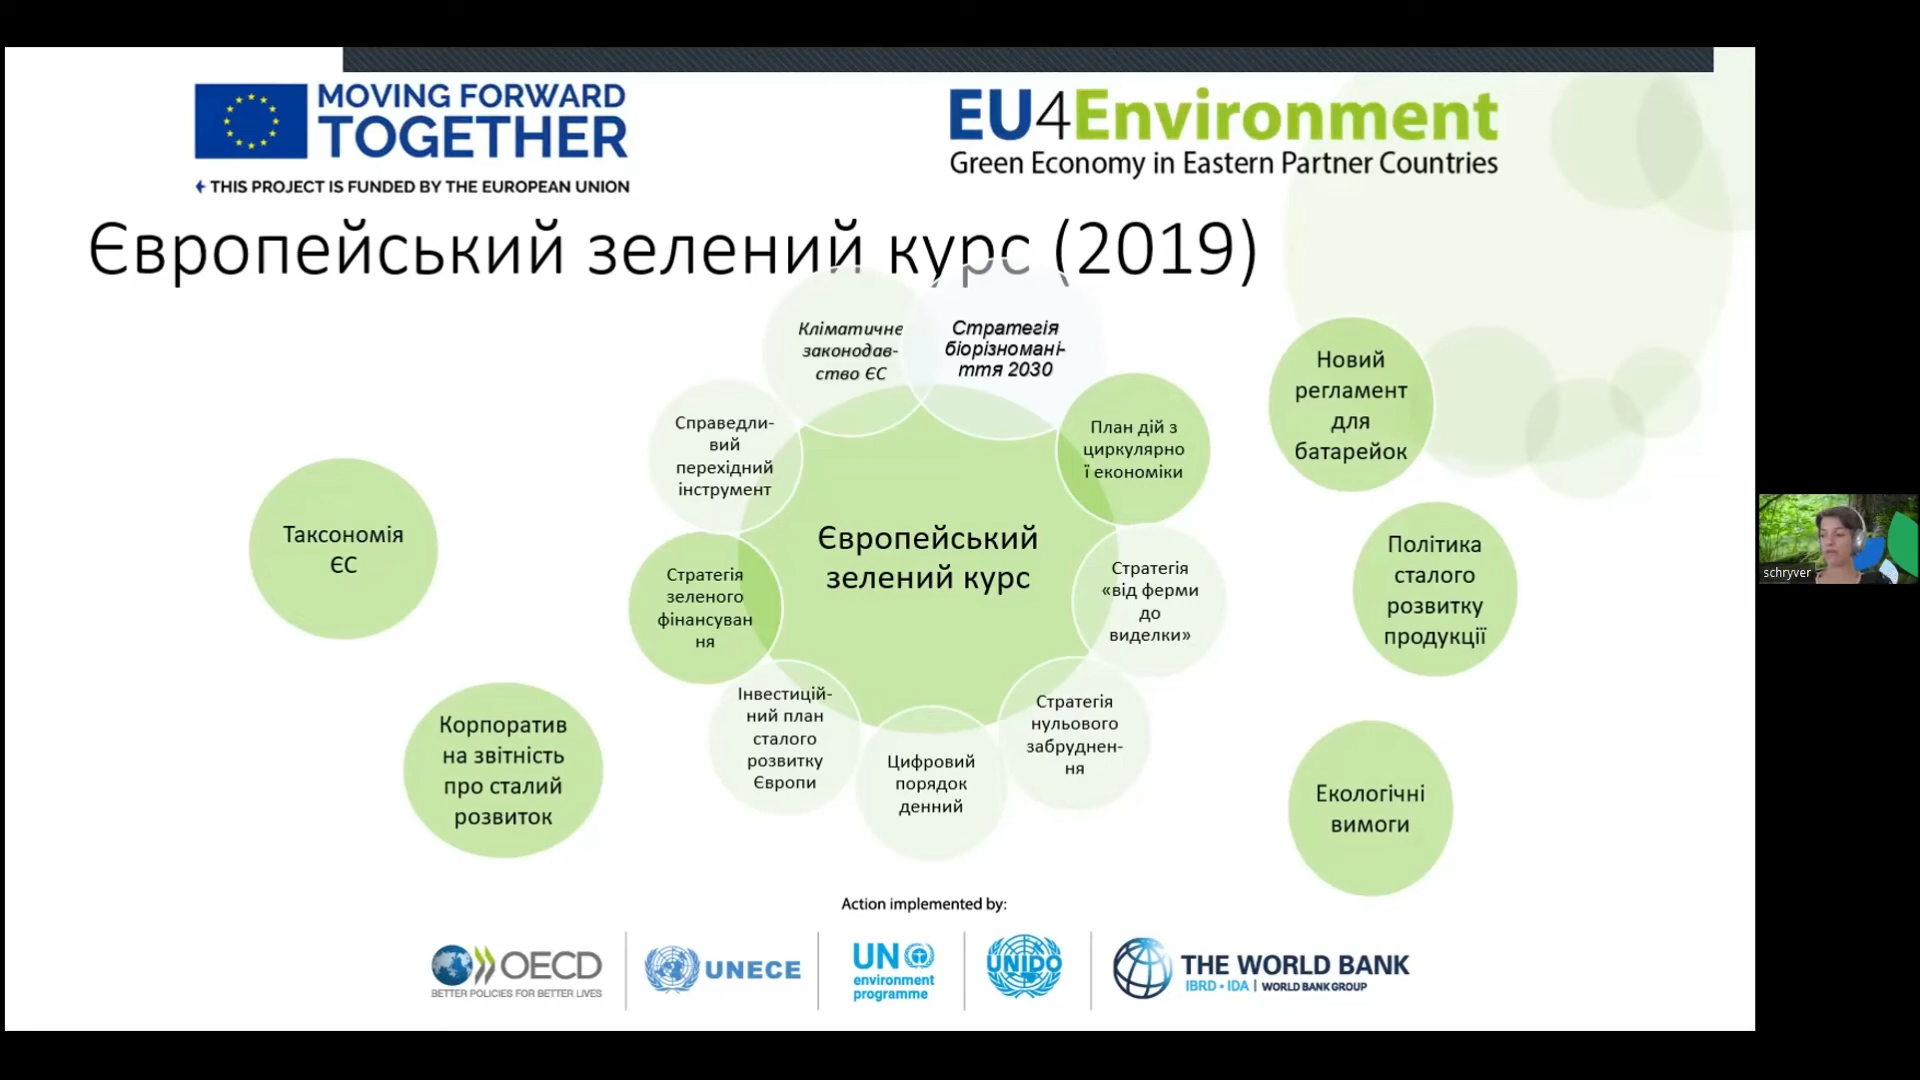 MOVING FORWARD
TOGETHER
THIS PROJECT IS FUNDED BY THE EUROPEAN UNION
EU4Environment
Green Economy in Eastern Partner Countries
Європейський зелений курс (2019)
Кліматичне
законодав-
ство ЄС
Стратегія
біорізномані-
ття 2030
План дій з
циркулярно
ї економіки
Стратегія
«від ферми
до
виделки»
Стратегія
нульового
забруднен-
ня
Цифровий
порядок
денний
Інвестицій-
ний план
сталого
розвитку
Європи
Стратегія
зеленого
фінансуван
ня
Справедли-
вий
перехідний
інструмент
Європейський
зелений курс
Таксономія
ЄС
Корпоратив
на звітність
про сталий
розвиток
Новий
регламент
для
батарейок
Політика
сталого
розвитку
продукції
Екологічні
вимоги
schryver
Action implemented by:
OECD
BETTER POLICIES FOR BETTER LIVES
UNECE
UN
environment
programme
UNIDO
THE WORLD BANK
IBRD • IDA | WORLD BANK GROUP